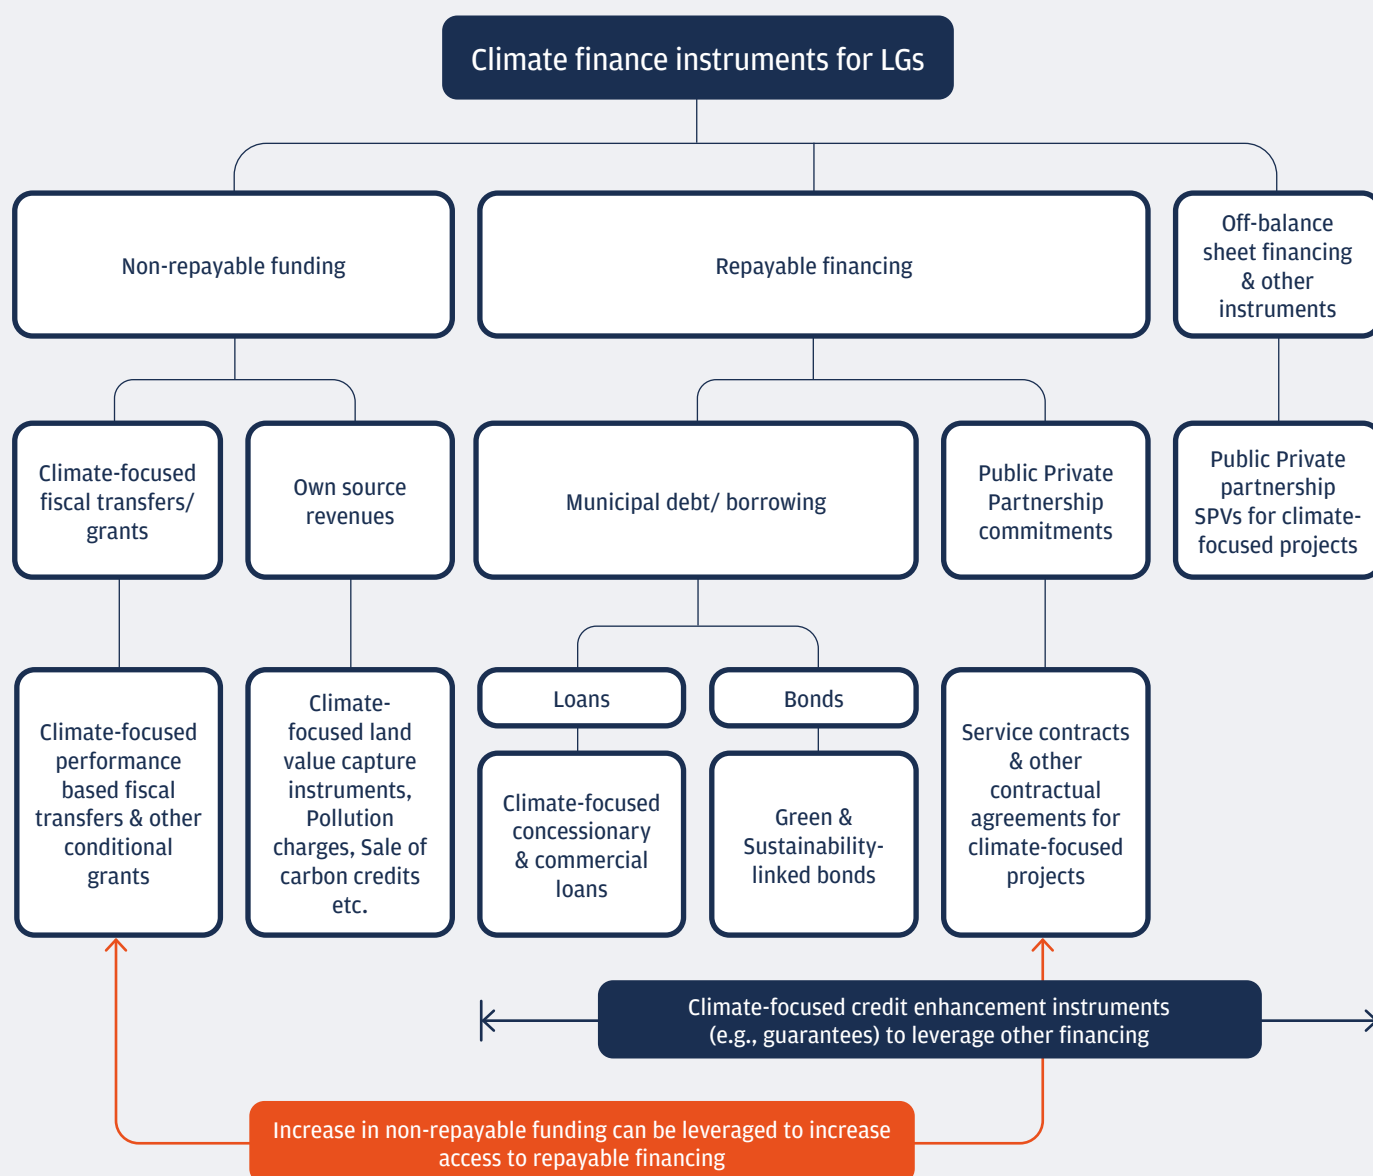 Climate finance instruments for LGs
Non-repayable funding
Repayable financing
Off-balance
sheet financing
& other
instruments
Climate-focused
fiscal transfers/
grants
Own source
revenues
Municipal debt/ borrowing
Public Private
Partnership
commitments
Public Private
partnership
SPVs for climate-
focused projects
Climate-focused
performance
based fiscal
transfers & other
conditional
grants
Climate-
focused land
value capture
instruments,
Pollution
charges, Sale of
carbon credits
etc.
Loans
Climate-focused
concessionary
& commercial
loans
Bonds
Green &
Sustainability-
linked bonds
Service contracts
& other
contractual
agreements for
climate-focused
projects
Climate-focused credit enhancement instruments
(e.g., guarantees) to leverage other financing
Increase in non-repayable funding can be leveraged to increase
access to repayable financing